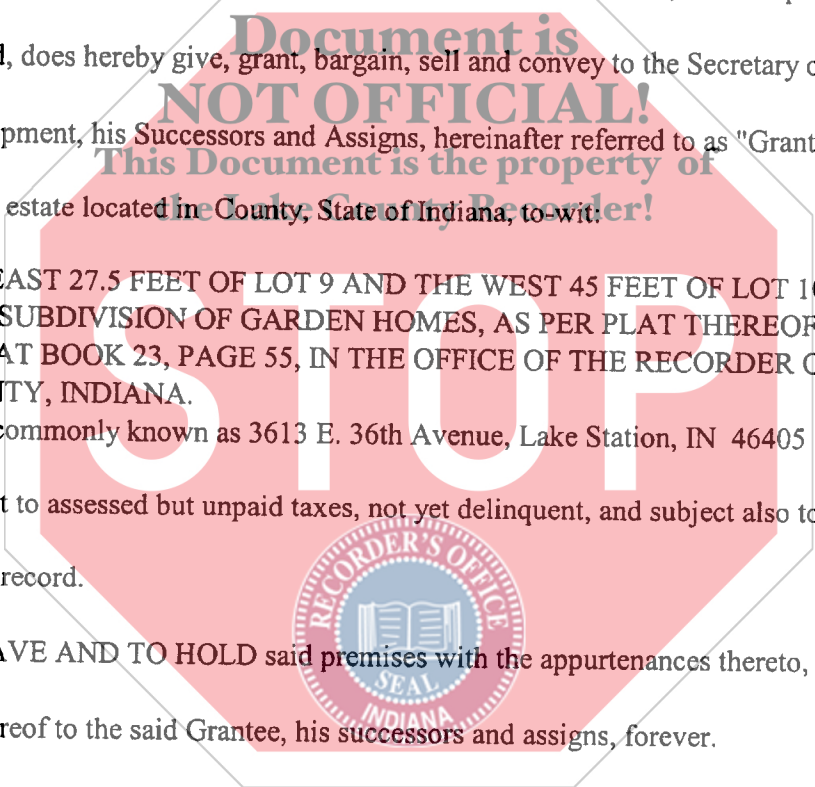 Document is
d, does hereby give, grant, bargain, sell and convey to the Secretary o
NOT OFFICIAL!
pment, his Successors and Assigns, hereinafter referred to as "Grant
This Document is the property of
estate located in County, State of Indiana, to-wit:
the Lake County Recorder!
EAST 27.5 FEET OF LOT 9 AND THE WEST 45 FEET OF LOT 10
SUBDIVISION OF GARDEN HOMES, AS PER PLAT THEREOF
AT BOOK 23, PAGE 55, IN THE OFFICE OF THE RECORDER O
TY, INDIANA.
commonly known as 3613 E. 36th Avenue, Lake Station, IN 46405
STOP
t to assessed but unpaid taxes, not yet delinquent, and subject also to
RECORDER'S OFFICE
record.
AVE AND TO HOLD said premises with the appurtenances thereto,
SEAL
INDIANA
reof to the said Grantee, his successors and assigns, forever.